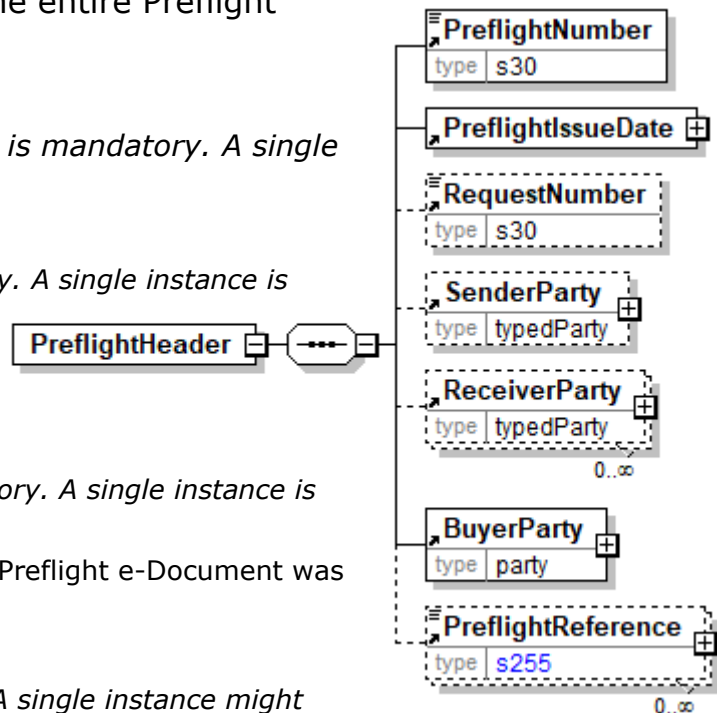 ne entire Preflight
is mandatory. A single
y. A single instance is
ory. A single instance is
Preflight e-Document was
A single instance might
PreflightHeader
PreflightNumber
type s30
PreflightIssueDate
RequestNumber
type s30
SenderParty
type typedParty
ReceiverParty
type typedParty
0..∞
BuyerParty
type party
PreflightReference
type s255
0..∞